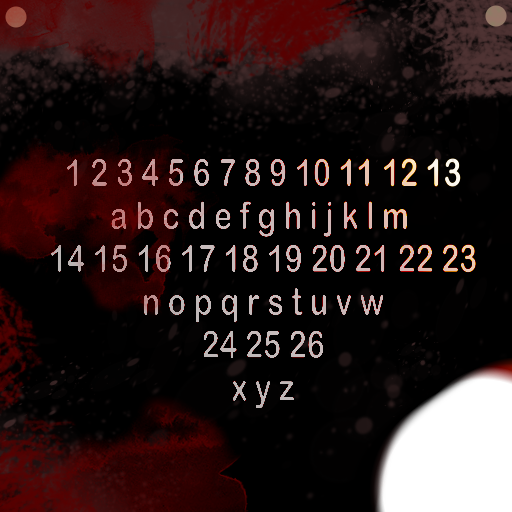 1 2 3 4 5 6 7 8 9 10 11 12 13
a b c d e f g h i j k l m
14 15 16 17 18 19 20 21 22 23
n o p q r s t u v w
24 25 26
x y z